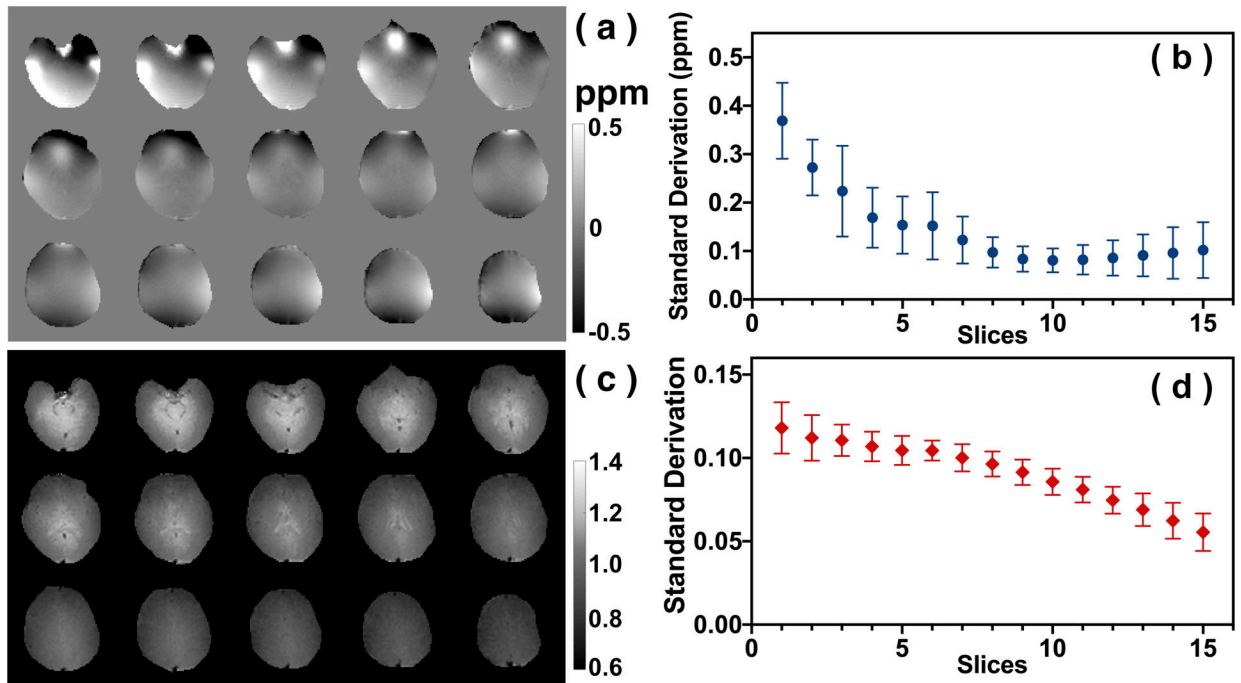 ( a )
ppm
0.5
0
-0.5
( b )
Standard Derivation (ppm)
0.5
0.4
0.3
0.2
0.1
0.0
0 5 10 15
Slices
( c )
1.4
1.2
1.0
0.8
0.6
( d )
Standard Derivation
0.15
0.10
0.05
0.00
0 5 10 15
Slices